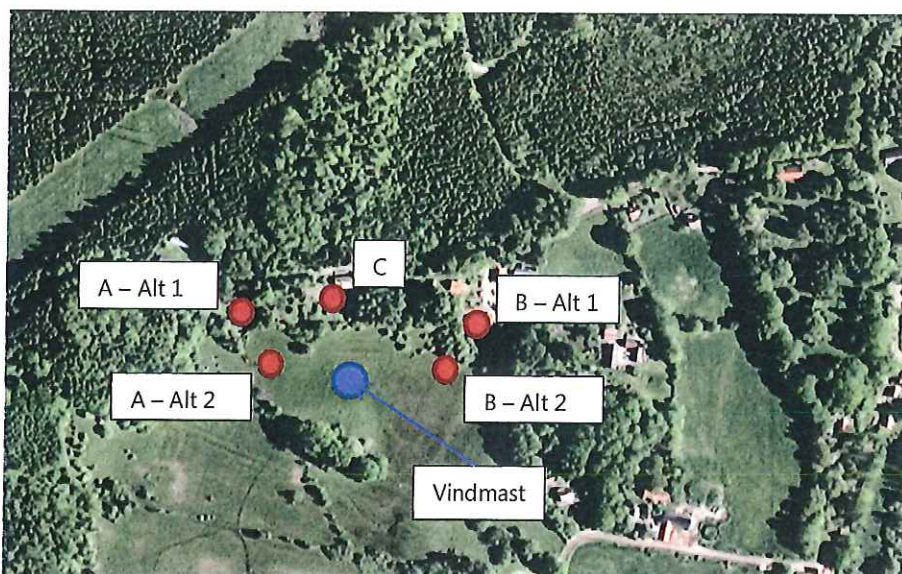 C
A – Alt 1
B – Alt 1
A – Alt 2
B – Alt 2
Vindmast